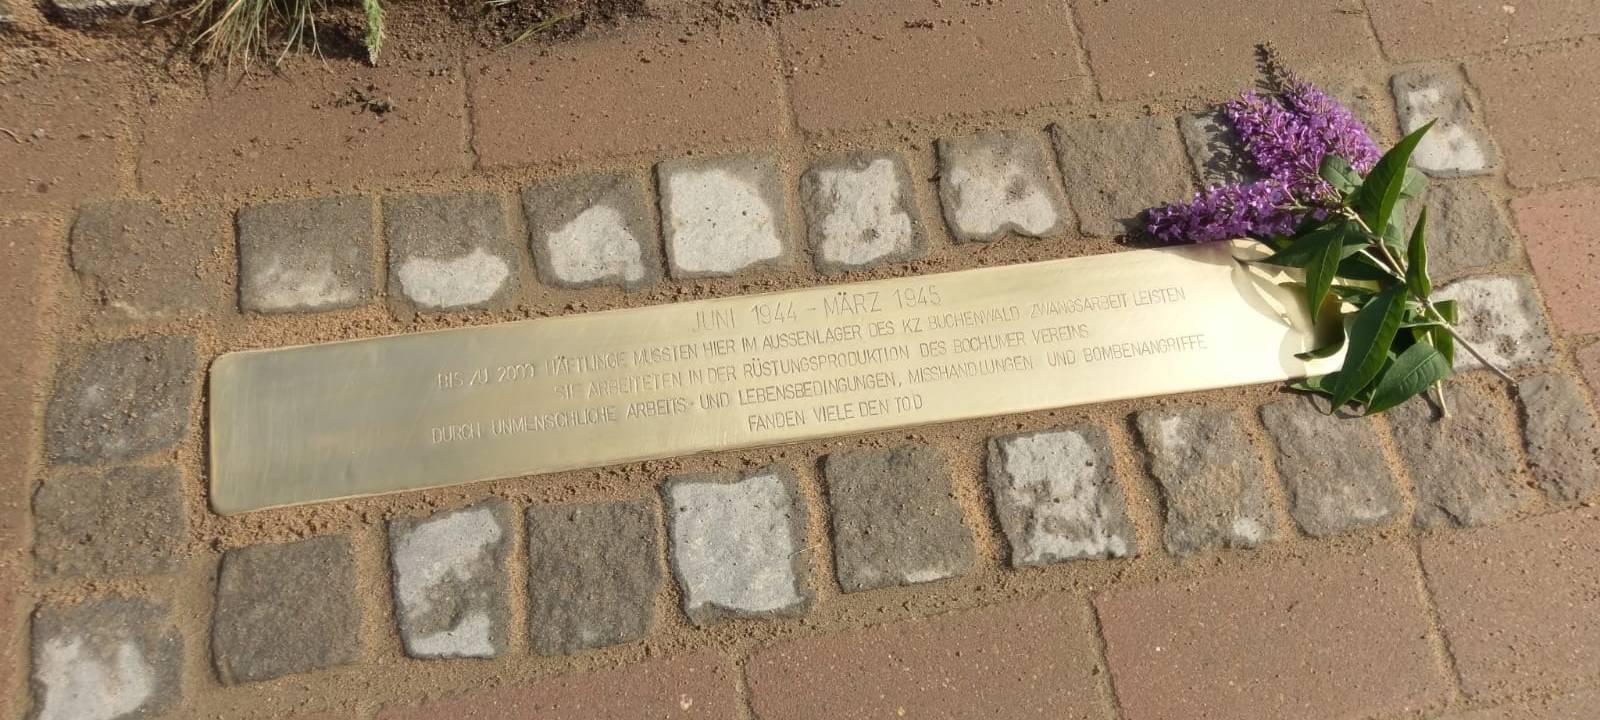 JUNI 1944 - MÄRZ 1945
BIS ZU 2000 HÄFTLINGE MUSSTEN HIER IM AUSSENLAGER DES KZ BUCHENWALD ZWANGSARBEIT LEISTEN
SIE ARBEITETEN IN DER RÜSTUNGSPRODUKTION DES BOCHUMER VEREINS
DURCH UNMENSCHLICHE ARBEITS- UND LEBENSBEDINGUNGEN, MISSHANDLUNGEN UND BOMBENANGRIFFE
FANDEN VIELE DEN TOD